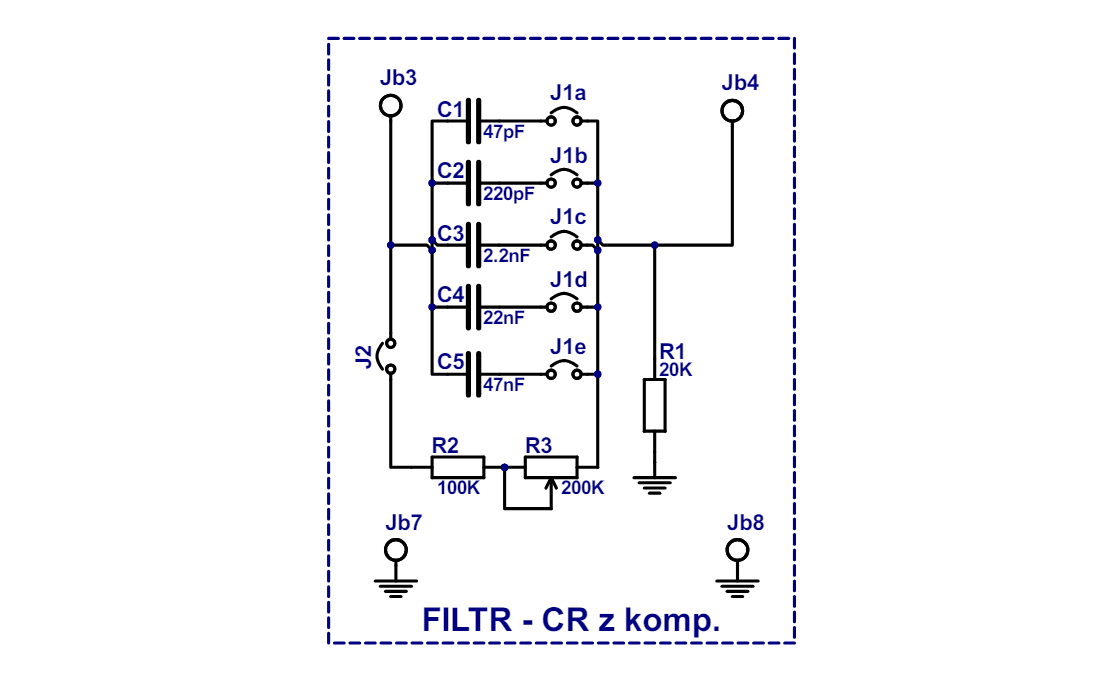 Jb3
Jb4
C1
47pF
J1a
C2
220pF
J1b
C3
2.2nF
J1c
C4
22nF
J1d
C5
47nF
J1e
J2
R1
20K
R2
100K
R3
200K
Jb7
Jb8
FILTR - CR z komp.